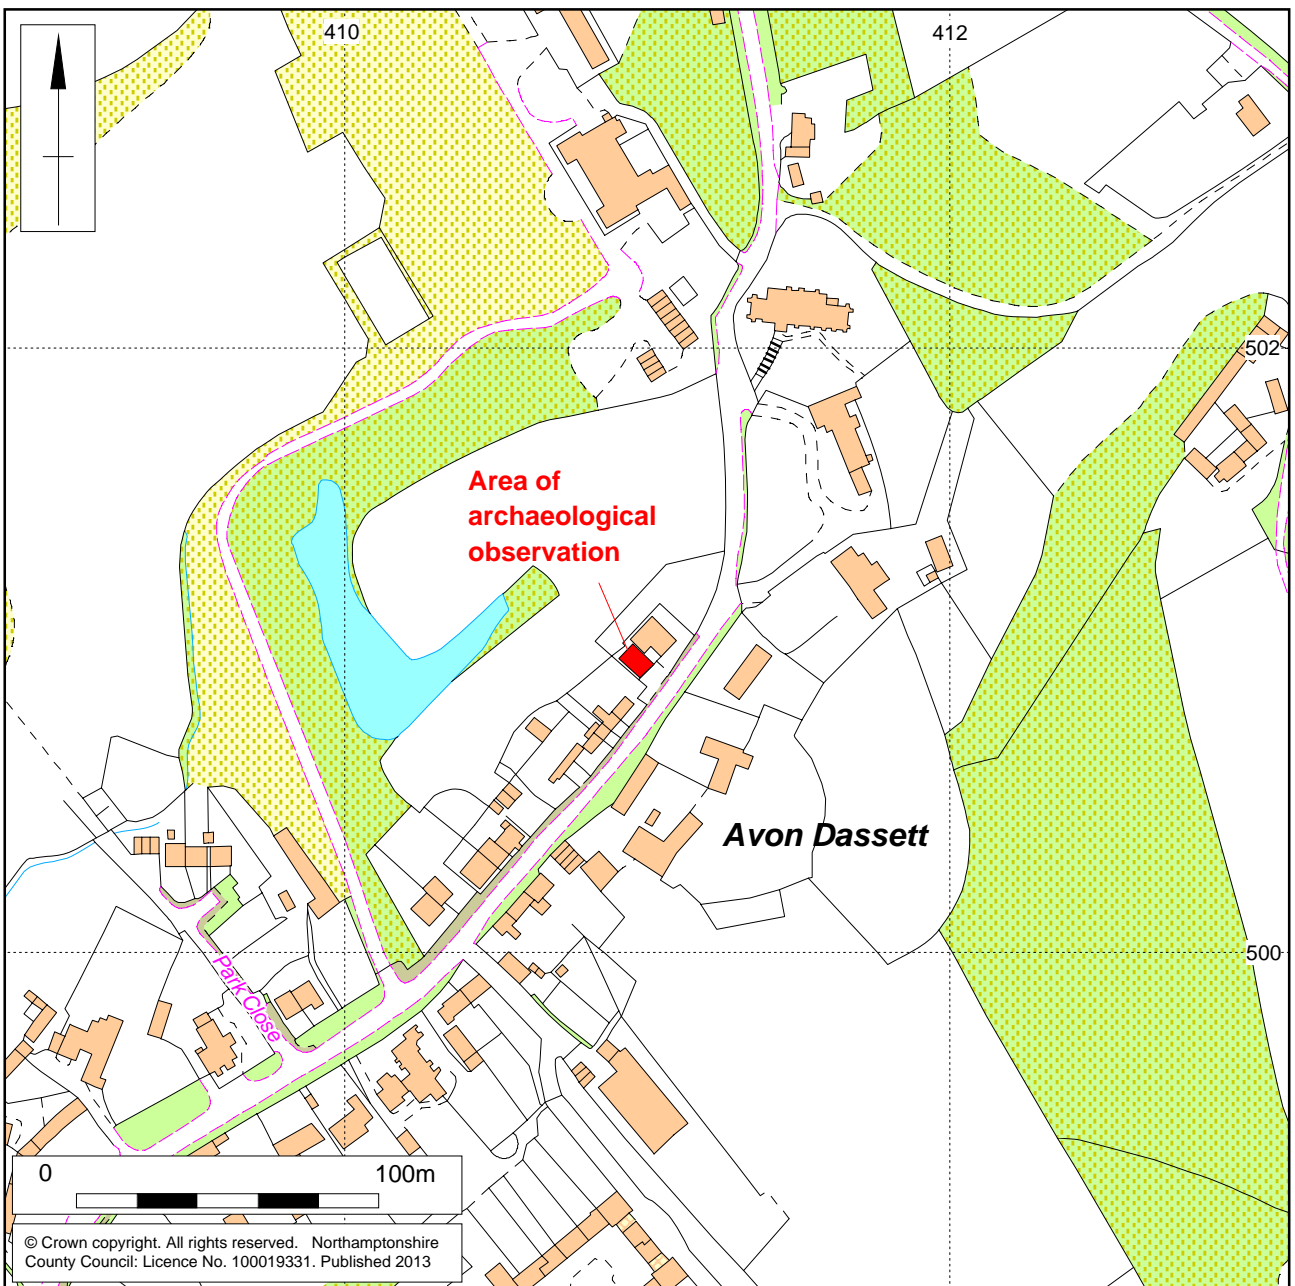 410
412
502
Area of
archaeological
observation
Avon Dassett
500
Park Close
0 100m
© Crown copyright. All rights reserved. Northamptonshire
County Council: Licence No. 100019331. Published 2013